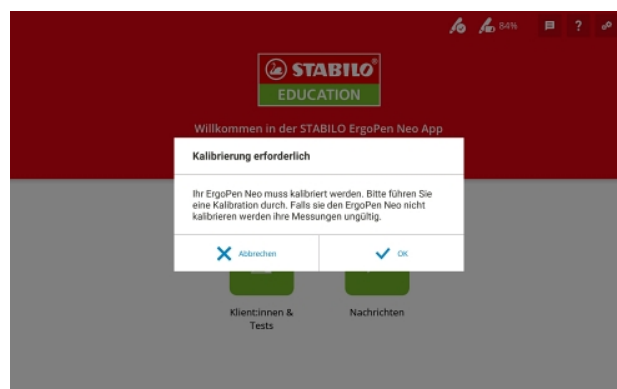 84%
?
STABILO®
EDUCATION
Willkommen in der STABILO ErgoPen Neo App
Kalibrierung erforderlich
Ihr ErgoPen Neo muss kalibriert werden. Bitte führen Sie
eine Kalibration durch. Falls sie den ErgoPen Neo nicht
kalibrieren werden ihre Messungen ungültig.
Abbrechen OK
Klient:innen & Nachrichten
Tests